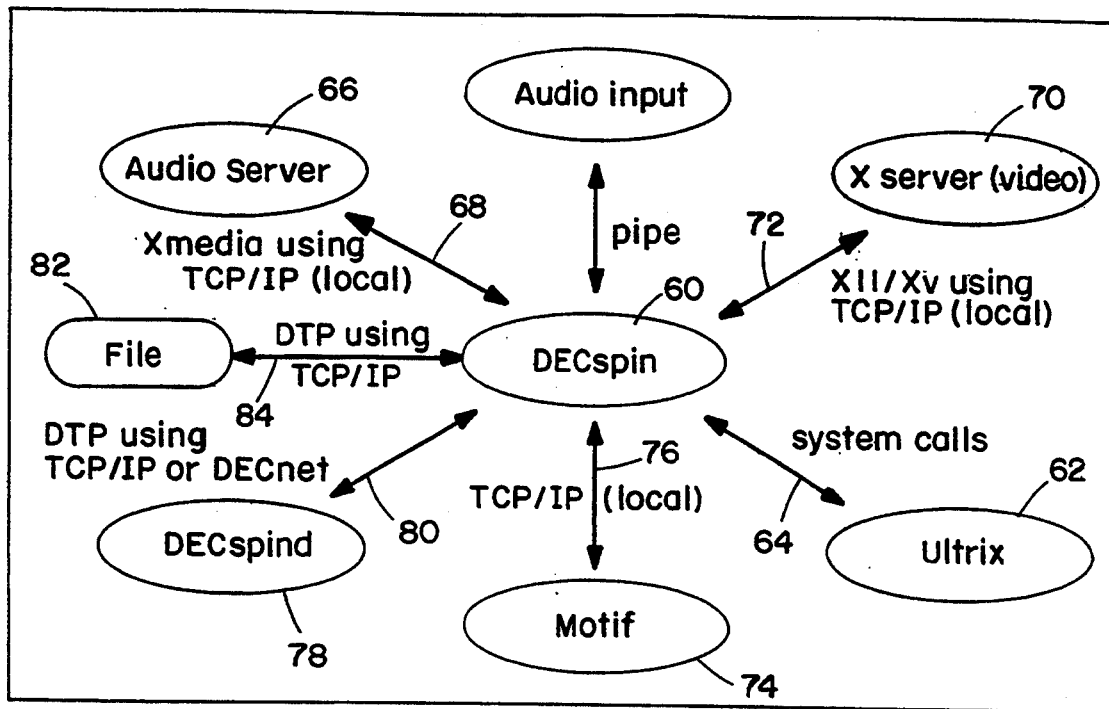 Audio input
66
Audio Server
70
X server (video)
68
Xmedia using
TCP/IP (local)
pipe
72
X11/Xv using
TCP/IP (local)
82
File
DTP using
TCP/IP
84
60
DECspin
DTP using
TCP/IP or DECnet
80
DECspind
78
76
TCP/IP (local)
Motif
74
system calls
64
62
Ultrix